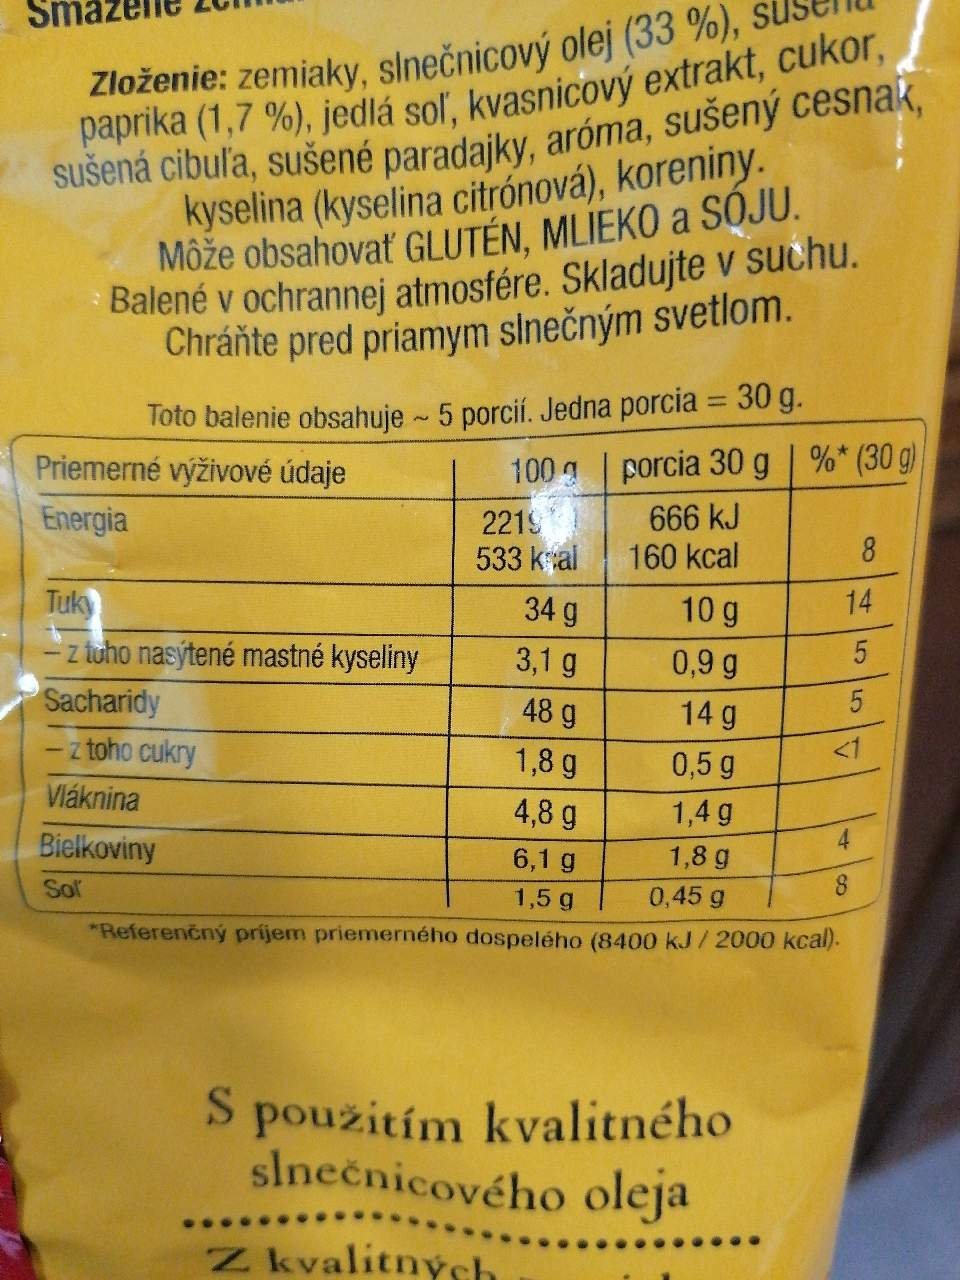 Smažené
Zloženie: zemiaky, slnečnicový olej (33 %), sušená
paprika (1,7 %), jedlá soľ, kvasnicový extrakt, cukor,
sušená cibuľa, sušené paradajky, aróma, sušený cesnak,
kyselina (kyselina citrónová), koreniny.
Môže obsahovať GLUTÉN, MLIEKO a SÓJU.
Balené v ochrannej atmosfére. Skladujte v suchu.
Chráňte pred priamym slnečným svetlom.
Toto balenie obsahuje ~ 5 porcií. Jedna porcia = 30 g.
Priemerné výživové údaje 100 g porcia 30 g %* (30 g)
Energia 2219 666 kJ
533 kcal 160 kcal 8
Tuky 34 g 10 g 14
– z toho nasýtené mastné kyseliny 3,1 g 0,9 g 5
Sacharidy 48 g 14 g 5
– z toho cukry 1,8 g 0,5 g <1
Vláknina 4,8 g 1,4 g
Bielkoviny 6,1 g 1,8 g 4
Soľ 1,5 g 0,45 g 8
*Referenčný príjem priemerného dospelého (8400 kJ / 2000 kcal).
S použitím kvalitného
slnečnicového oleja
Z kvalitných